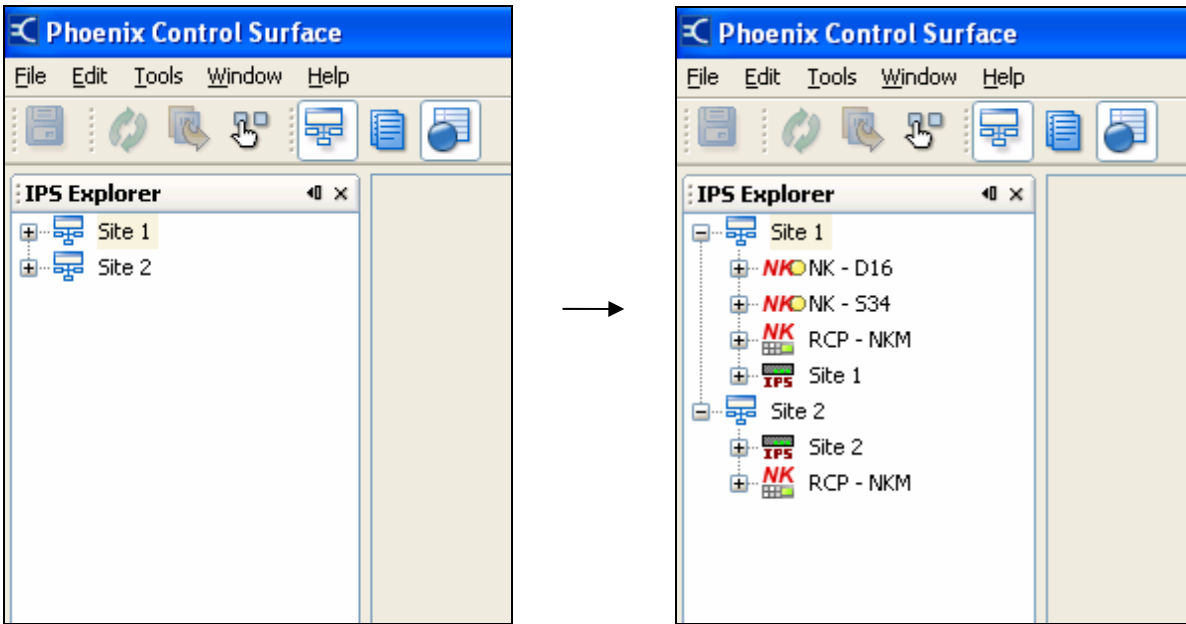 Phoenix Control Surface
File Edit Tools Window Help
IPS Explorer
Site 1
Site 2
Phoenix Control Surface
File Edit Tools Window Help
IPS Explorer
Site 1
NK NK - D16
NK NK - S34
NK RCP - NKM
IPS Site 1
Site 2
IPS Site 2
NK RCP - NKM